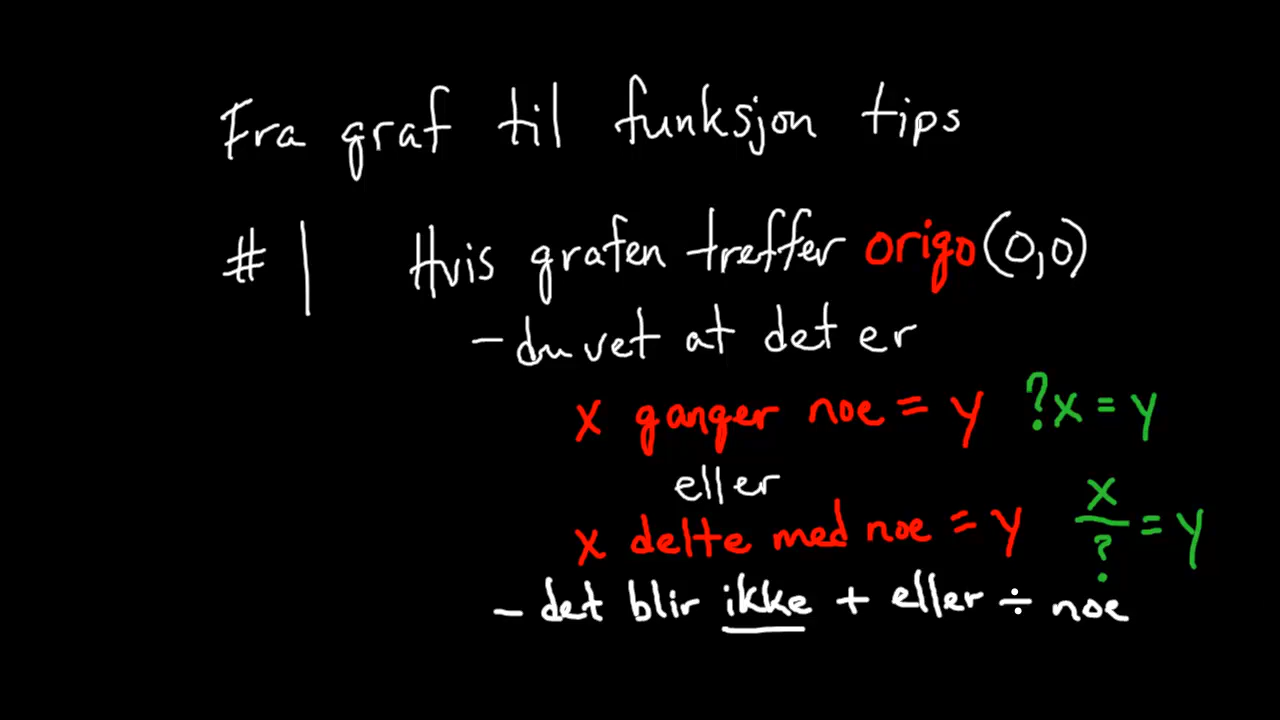 Fra graf til funksjon tips
#1 Hvis grafen treffer origo (0,0)
- du vet at det er
x ganger noe = y ?x = y
eller
x delte med noe = y x/? = y
- det blir ikke + eller ÷ noe